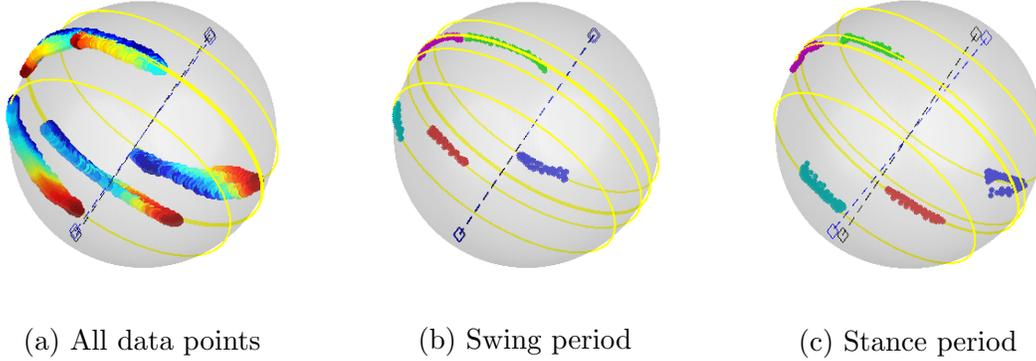 (a) All data points
(b) Swing period
(c) Stance period